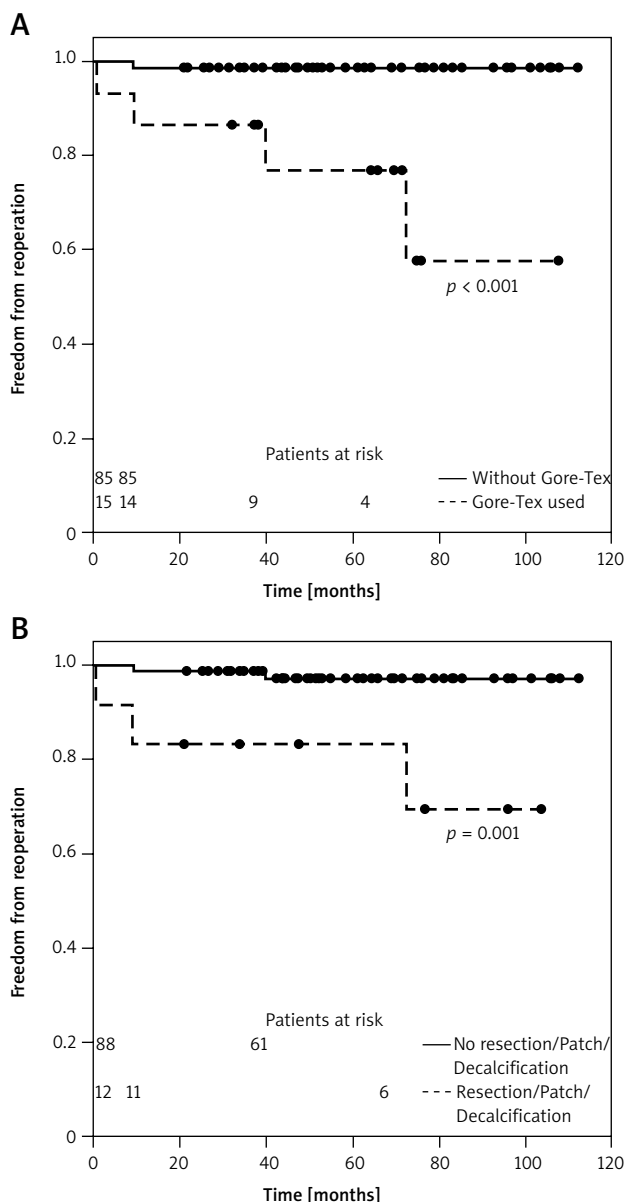 A
Freedom from reoperation
1.0
0.8
0.6
0.4
0.2
0
p < 0.001
Patients at risk
85 85
15 14 9 4
Without Gore-Tex
Gore-Tex used
0 20 40 60 80 100 120
Time [months]
B
Freedom from reoperation
1.0
0.8
0.6
0.4
0.2
0
p = 0.001
Patients at risk
88 61
12 11 6
No resection/Patch/
Decalcification
Resection/Patch/
Decalcification
0 20 40 60 80 100 120
Time [months]